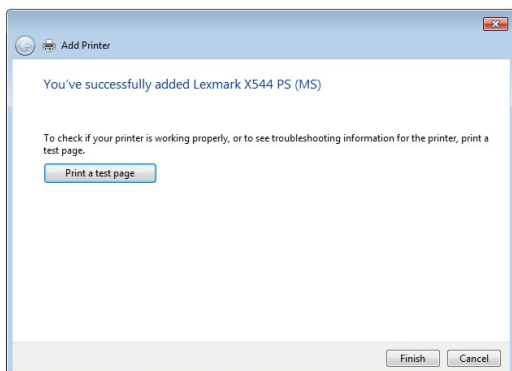 Add Printer
You've successfully added Lexmark X544 PS (MS)
To check if your printer is working properly, or to see troubleshooting information for the printer, print a
test page.
Print a test page
Finish Cancel